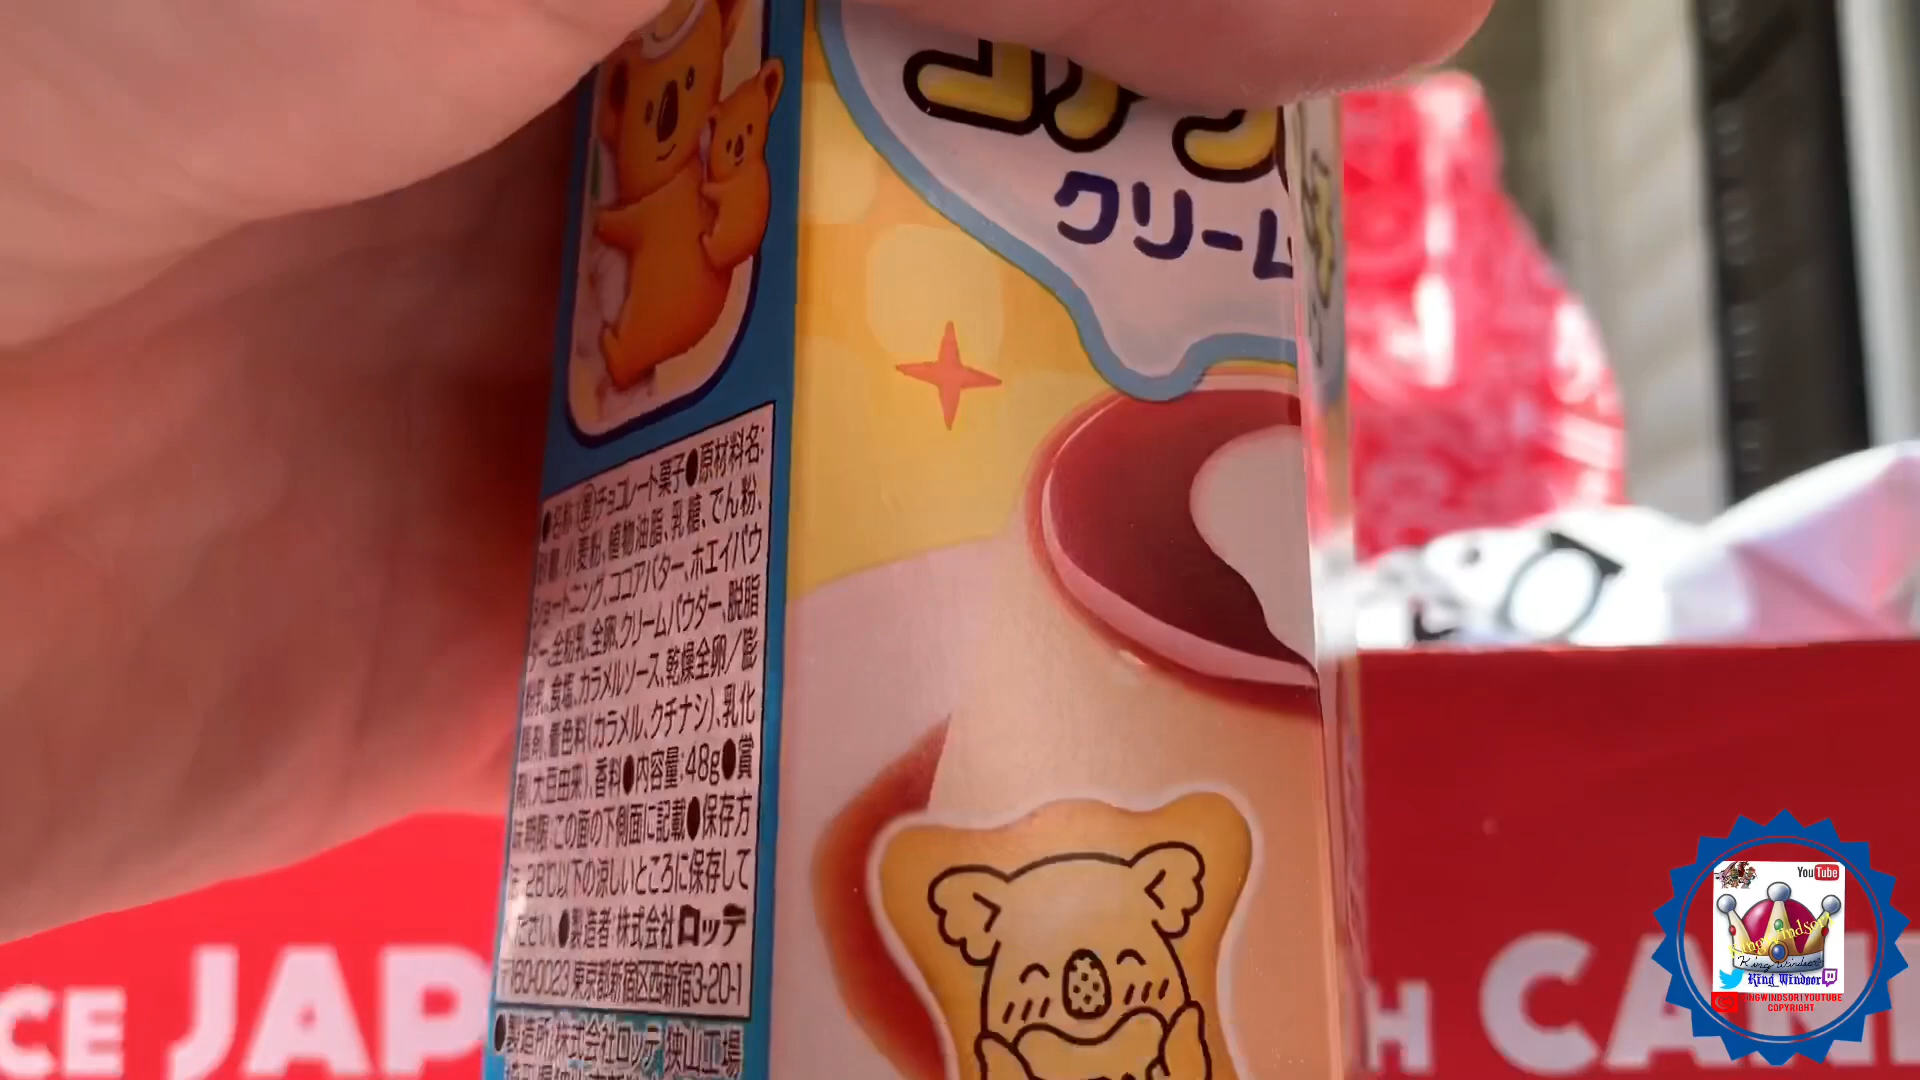 クリーム
●名称:準チョコレート菓子●原材料名:
砂糖、小麦粉、植物油脂、乳糖、でん粉、
ショートニング、ココアバター、ホエイパウ
ダー、全粉乳、全卵、クリームパウダー、脱脂
粉乳、食塩、カラメルソース、乾燥全卵/膨
脹剤、着色料(カラメル、クチナシ)、乳化
剤(大豆由来)、香料●内容量:48g●賞
味期限:この面の下側面に記載●保存方
法:28℃以下の涼しいところに保存して
ださい。●製造者:株式会社ロッテ
〒160-0023 東京都新宿区西新宿3-20-1
●製造所:株式会社ロッテ 狭山工場
CE JAP
H CAN
YouTube
King Windsor
King_Windsor
KINGWINDSOR1YOUTUBE
COPYRIGHT